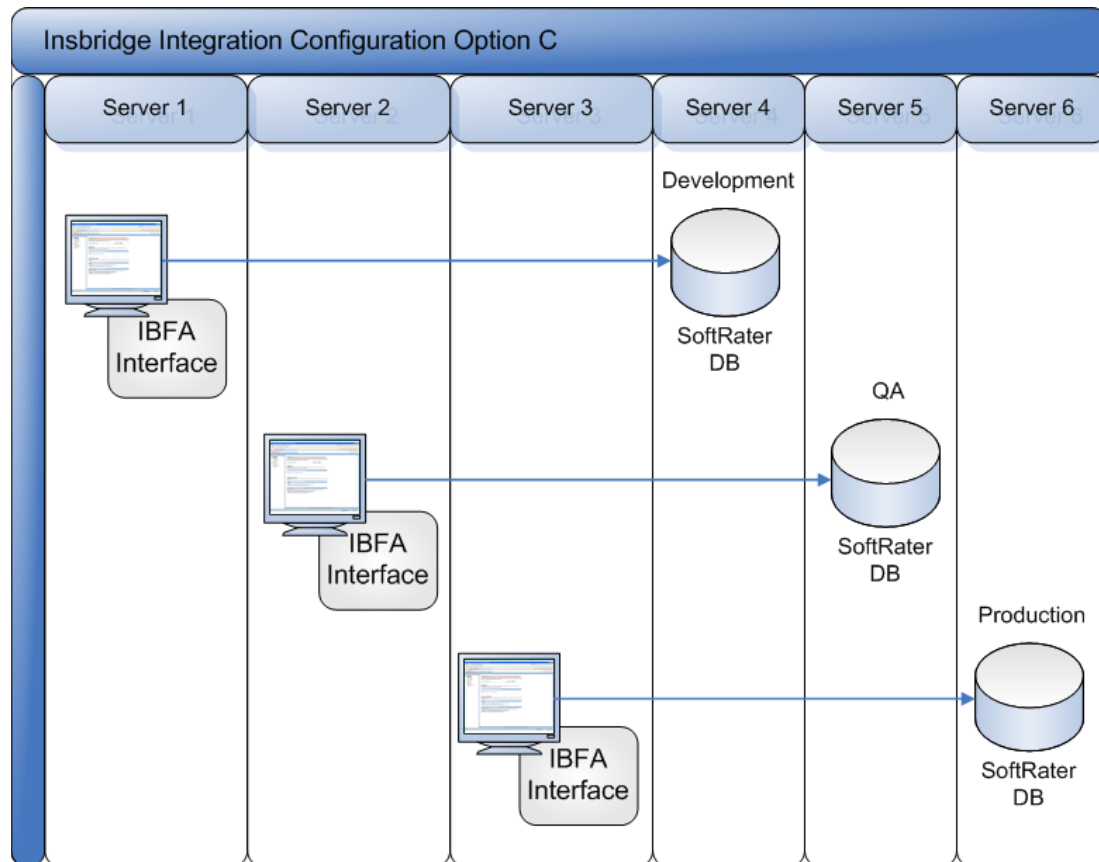 Insbridge Integration Configuration Option C
Server 1
Server 2
Server 3
Server 4
Server 5
Server 6
Development
SoftRater
DB
IBFA
Interface
QA
SoftRater
DB
IBFA
Interface
Production
SoftRater
DB
IBFA
Interface